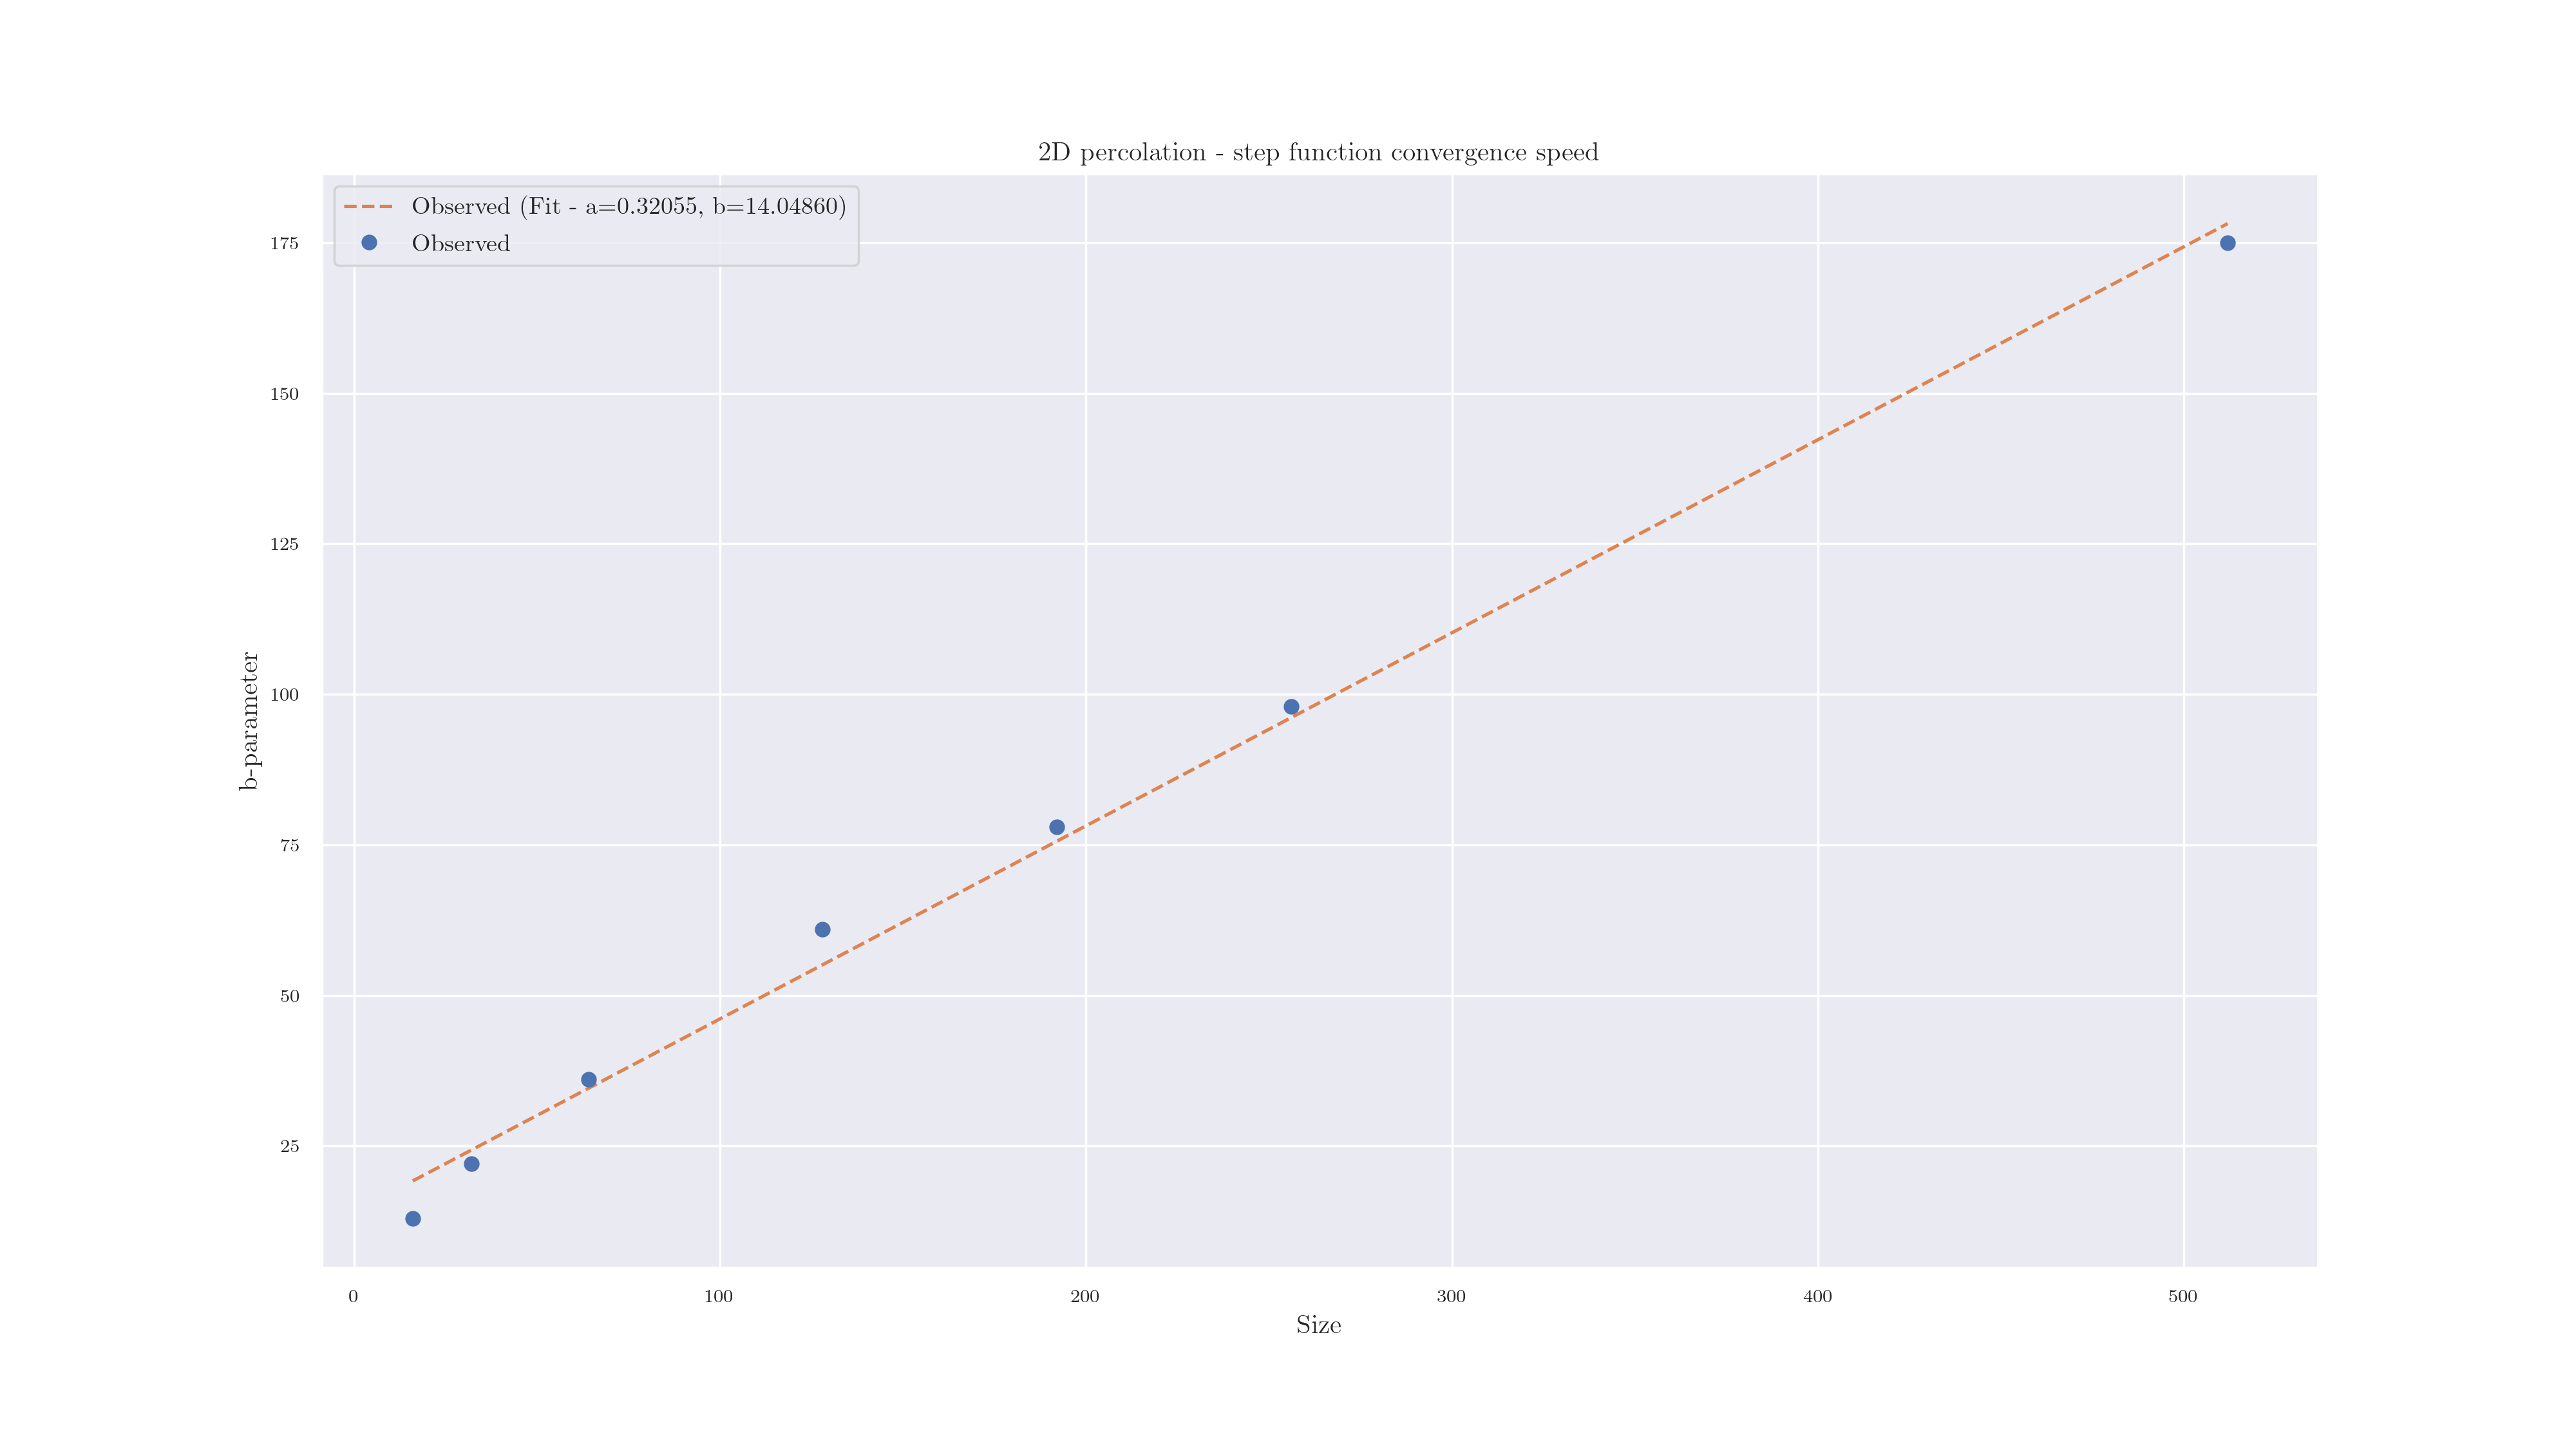 2D percolation - step function convergence speed
Observed (Fit - a=0.32055, b=14.04860)
Observed
175
150
125
100
75
50
25
b-parameter
0 100 200 300 400 500
Size